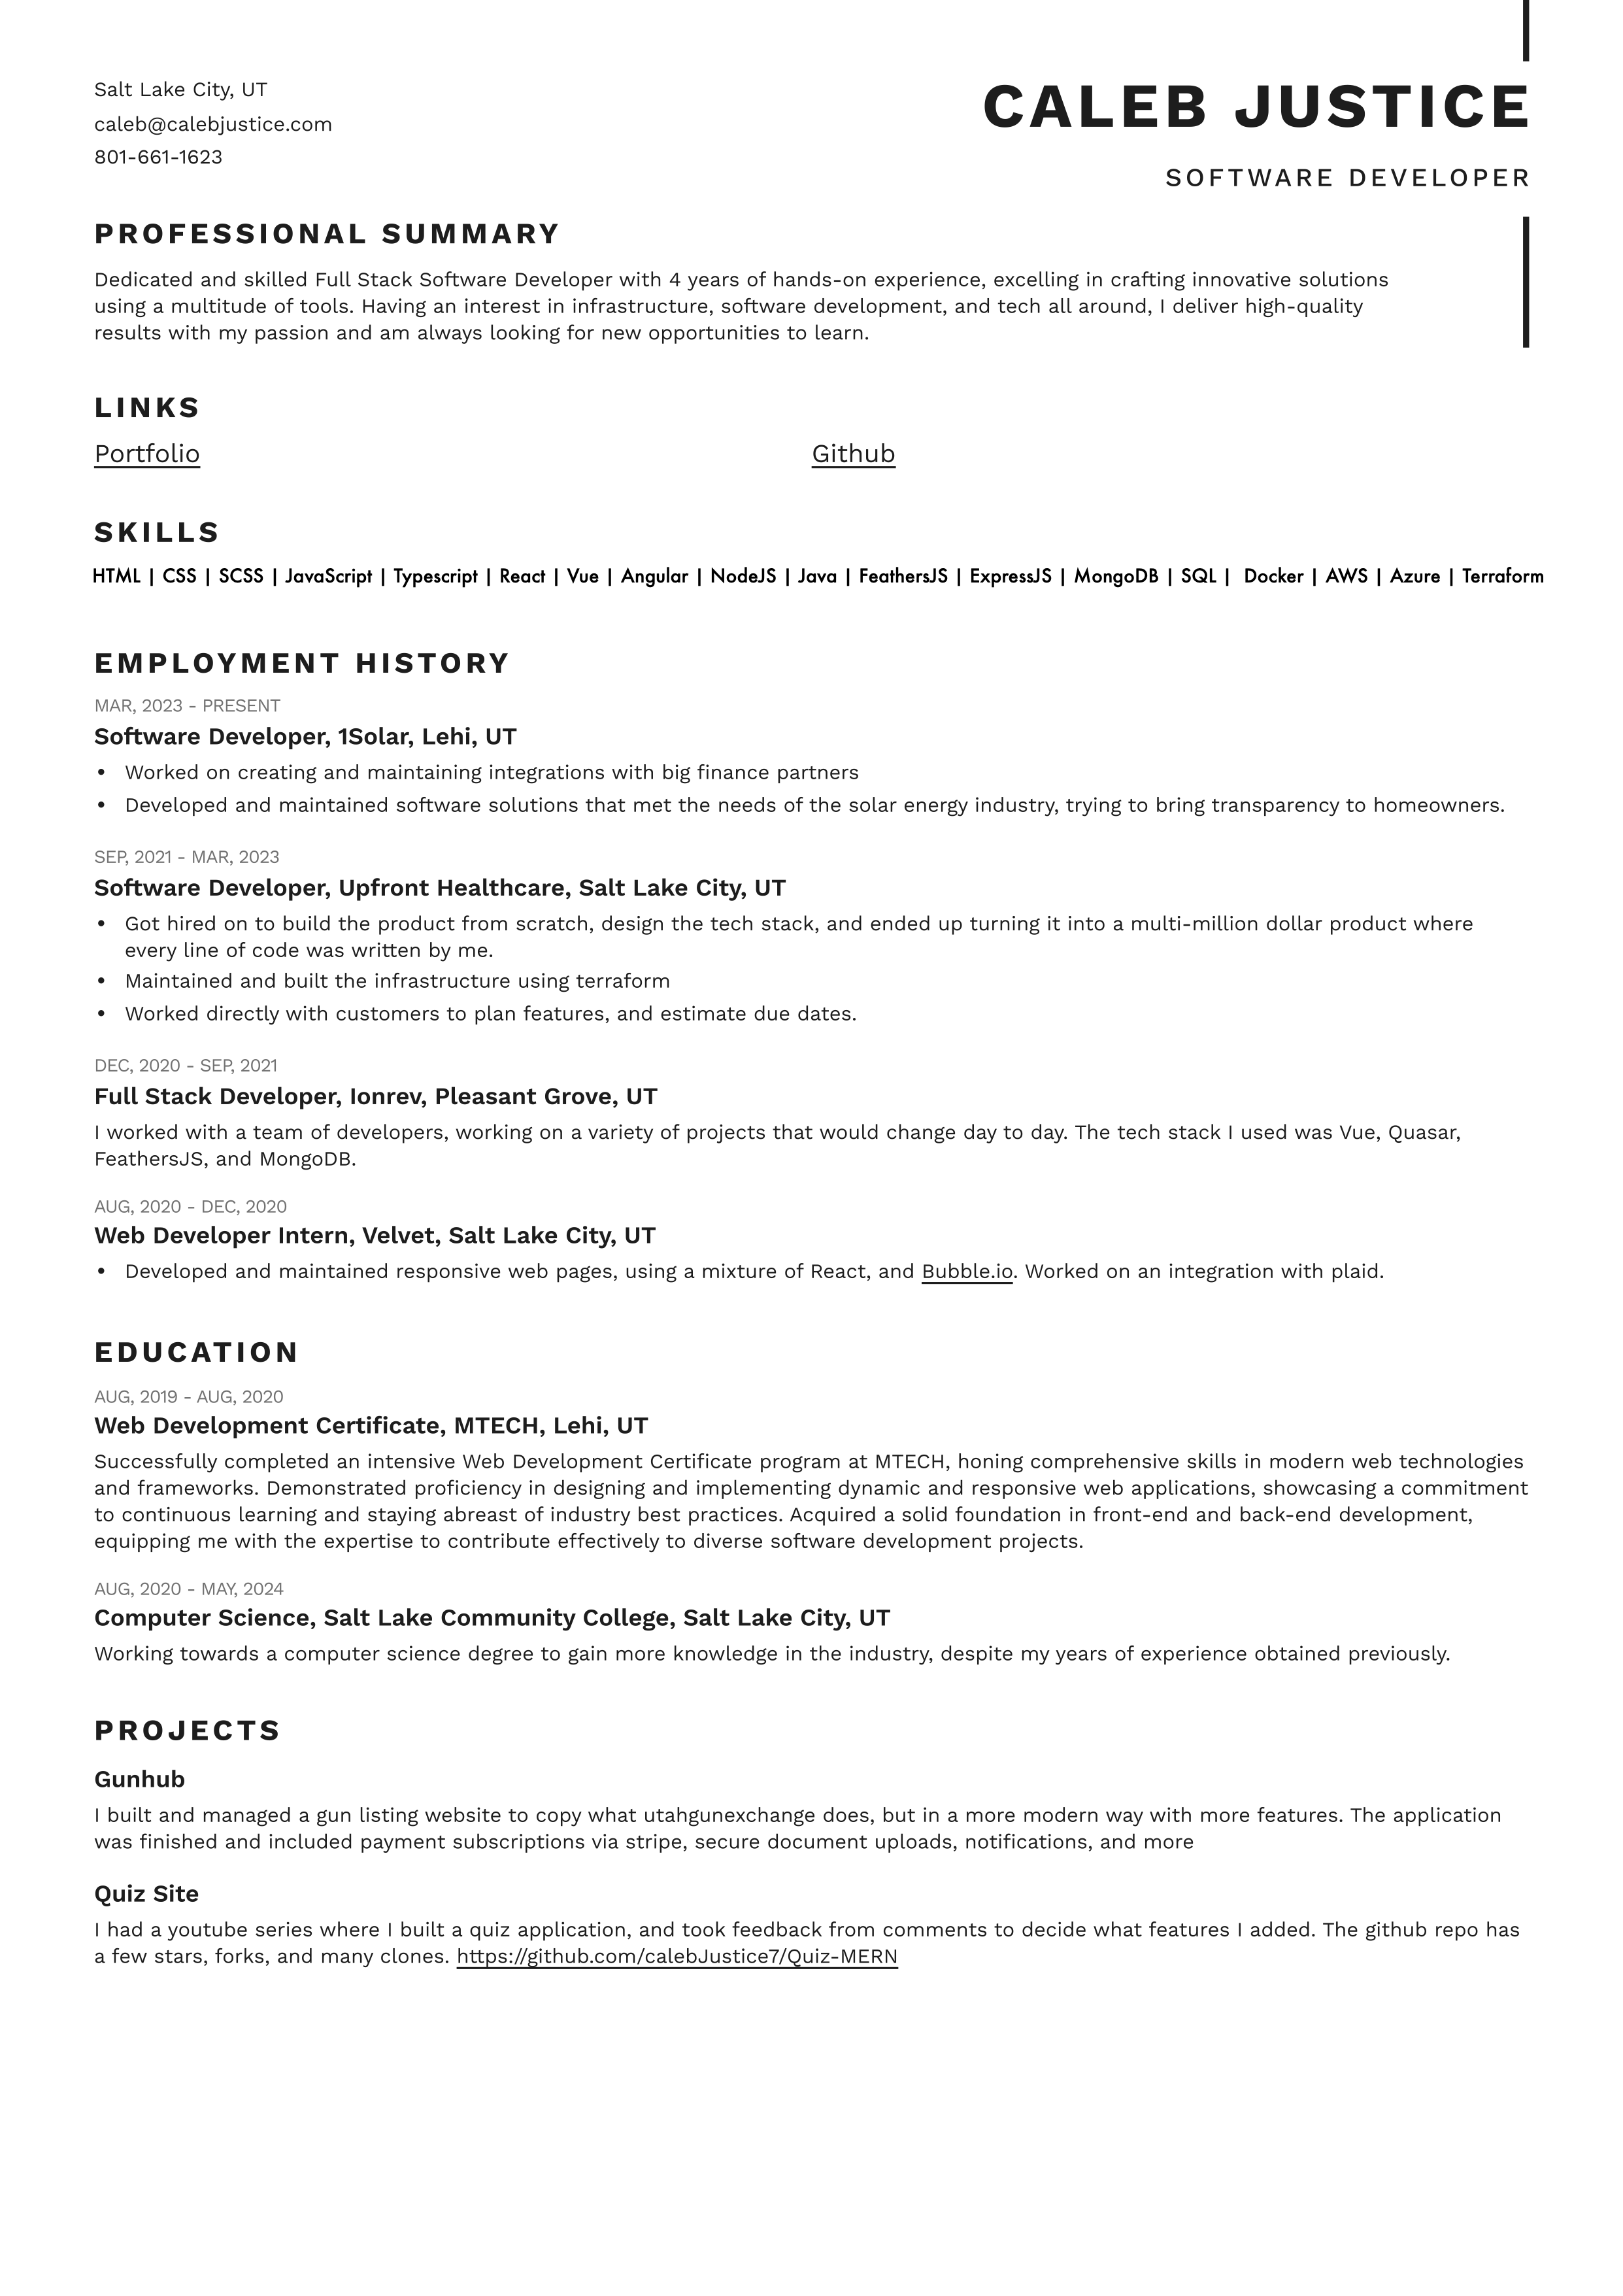 Salt Lake City, UT
caleb@calebjustice.com
801-661-1623
CALEB JUSTICE
SOFTWARE DEVELOPER
PROFESSIONAL SUMMARY
Dedicated and skilled Full Stack Software Developer with 4 years of hands-on experience, excelling in crafting innovative solutions
using a multitude of tools. Having an interest in infrastructure, software development, and tech all around, I deliver high-quality
results with my passion and am always looking for new opportunities to learn.
LINKS
Portfolio
Github
SKILLS
HTML | CSS | SCSS | JavaScript | Typescript | React | Vue | Angular | NodeJS | Java | FeathersJS | ExpressJS | MongoDB | SQL | Docker | AWS | Azure | Terraform
EMPLOYMENT HISTORY
MAR, 2023 - PRESENT
Software Developer, 1Solar, Lehi, UT
• Worked on creating and maintaining integrations with big finance partners
• Developed and maintained software solutions that met the needs of the solar energy industry, trying to bring transparency to homeowners.
SEP, 2021 - MAR, 2023
Software Developer, Upfront Healthcare, Salt Lake City, UT
• Got hired on to build the product from scratch, design the tech stack, and ended up turning it into a multi-million dollar product where
every line of code was written by me.
• Maintained and built the infrastructure using terraform
• Worked directly with customers to plan features, and estimate due dates.
DEC, 2020 - SEP, 2021
Full Stack Developer, Ionrev, Pleasant Grove, UT
I worked with a team of developers, working on a variety of projects that would change day to day. The tech stack I used was Vue, Quasar,
FeathersJS, and MongoDB.
AUG, 2020 - DEC, 2020
Web Developer Intern, Velvet, Salt Lake City, UT
• Developed and maintained responsive web pages, using a mixture of React, and Bubble.io. Worked on an integration with plaid.
EDUCATION
AUG, 2019 - AUG, 2020
Web Development Certificate, MTECH, Lehi, UT
Successfully completed an intensive Web Development Certificate program at MTECH, honing comprehensive skills in modern web technologies
and frameworks. Demonstrated proficiency in designing and implementing dynamic and responsive web applications, showcasing a commitment
to continuous learning and staying abreast of industry best practices. Acquired a solid foundation in front-end and back-end development,
equipping me with the expertise to contribute effectively to diverse software development projects.
AUG, 2020 - MAY, 2024
Computer Science, Salt Lake Community College, Salt Lake City, UT
Working towards a computer science degree to gain more knowledge in the industry, despite my years of experience obtained previously.
PROJECTS
Gunhub
I built and managed a gun listing website to copy what utahgunexchange does, but in a more modern way with more features. The application
was finished and included payment subscriptions via stripe, secure document uploads, notifications, and more
Quiz Site
I had a youtube series where I built a quiz application, and took feedback from comments to decide what features I added. The github repo has
a few stars, forks, and many clones. https://github.com/calebJustice7/Quiz-MERN